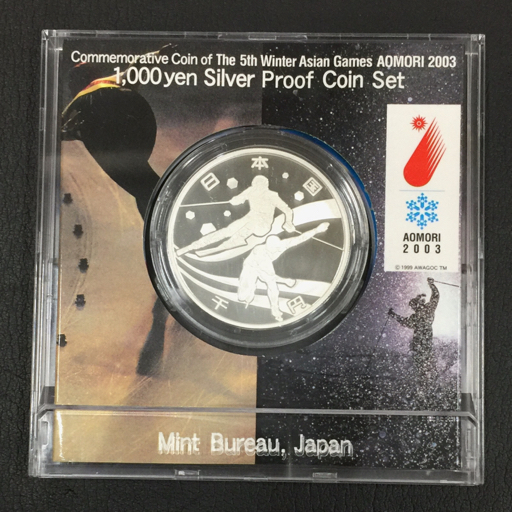 Commemorative Coin of The 5th Winter Asian Games AOMORI 2003
1,000 yen Silver Proof Coin Set
日本国
千円
AOMORI
2003
© 1999 AWAGOC TM
Mint Bureau, Japan